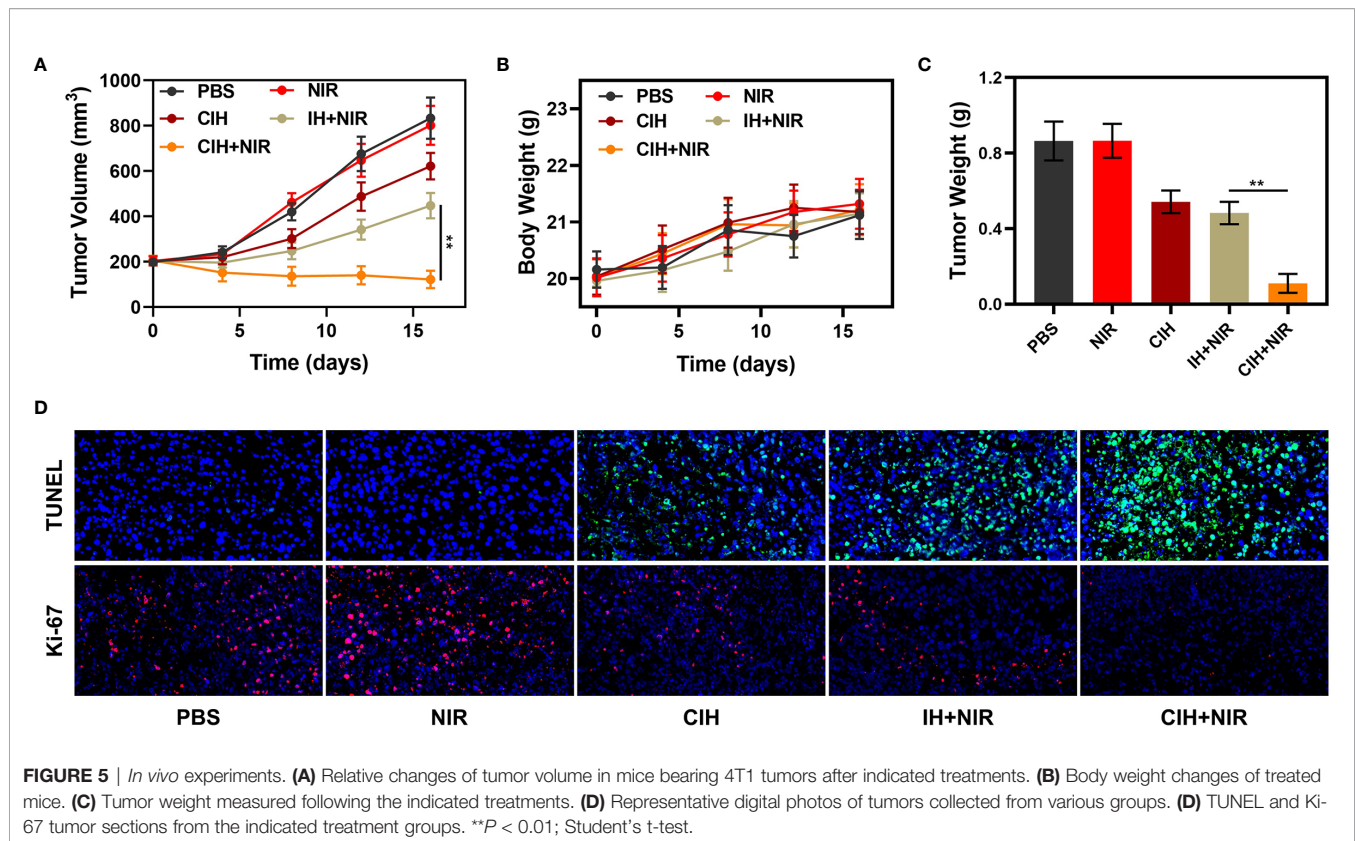 A
Tumor Volume (mm³)
1000
800
600
400
200
0
0 5 10 15
Time (days)
PBS NIR
CIH IH+NIR
CIH+NIR
**
B
Body Weight (g)
23
22
21
20
0 5 10 15
Time (days)
PBS NIR
CIH IH+NIR
CIH+NIR
C
Tumor Weight (g)
1.2
0.8
0.4
0.0
**
PBS NIR CIH IH+NIR CIH+NIR
D
TUNEL
Ki-67
PBS NIR CIH IH+NIR CIH+NIR
FIGURE 5 | In vivo experiments. (A) Relative changes of tumor volume in mice bearing 4T1 tumors after indicated treatments. (B) Body weight changes of treated
mice. (C) Tumor weight measured following the indicated treatments. (D) Representative digital photos of tumors collected from various groups. (D) TUNEL and Ki-
67 tumor sections from the indicated treatment groups. **P < 0.01; Student's t-test.